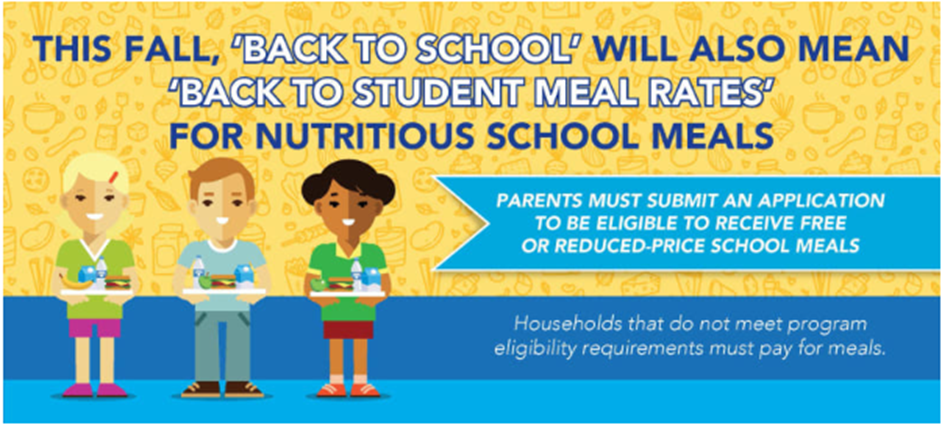 THIS FALL, 'BACK TO SCHOOL' WILL ALSO MEAN
'BACK TO STUDENT MEAL RATES'
FOR NUTRITIOUS SCHOOL MEALS
PARENTS MUST SUBMIT AN APPLICATION
TO BE ELIGIBLE TO RECEIVE FREE
OR REDUCED-PRICE SCHOOL MEALS
Households that do not meet program
eligibility requirements must pay for meals.